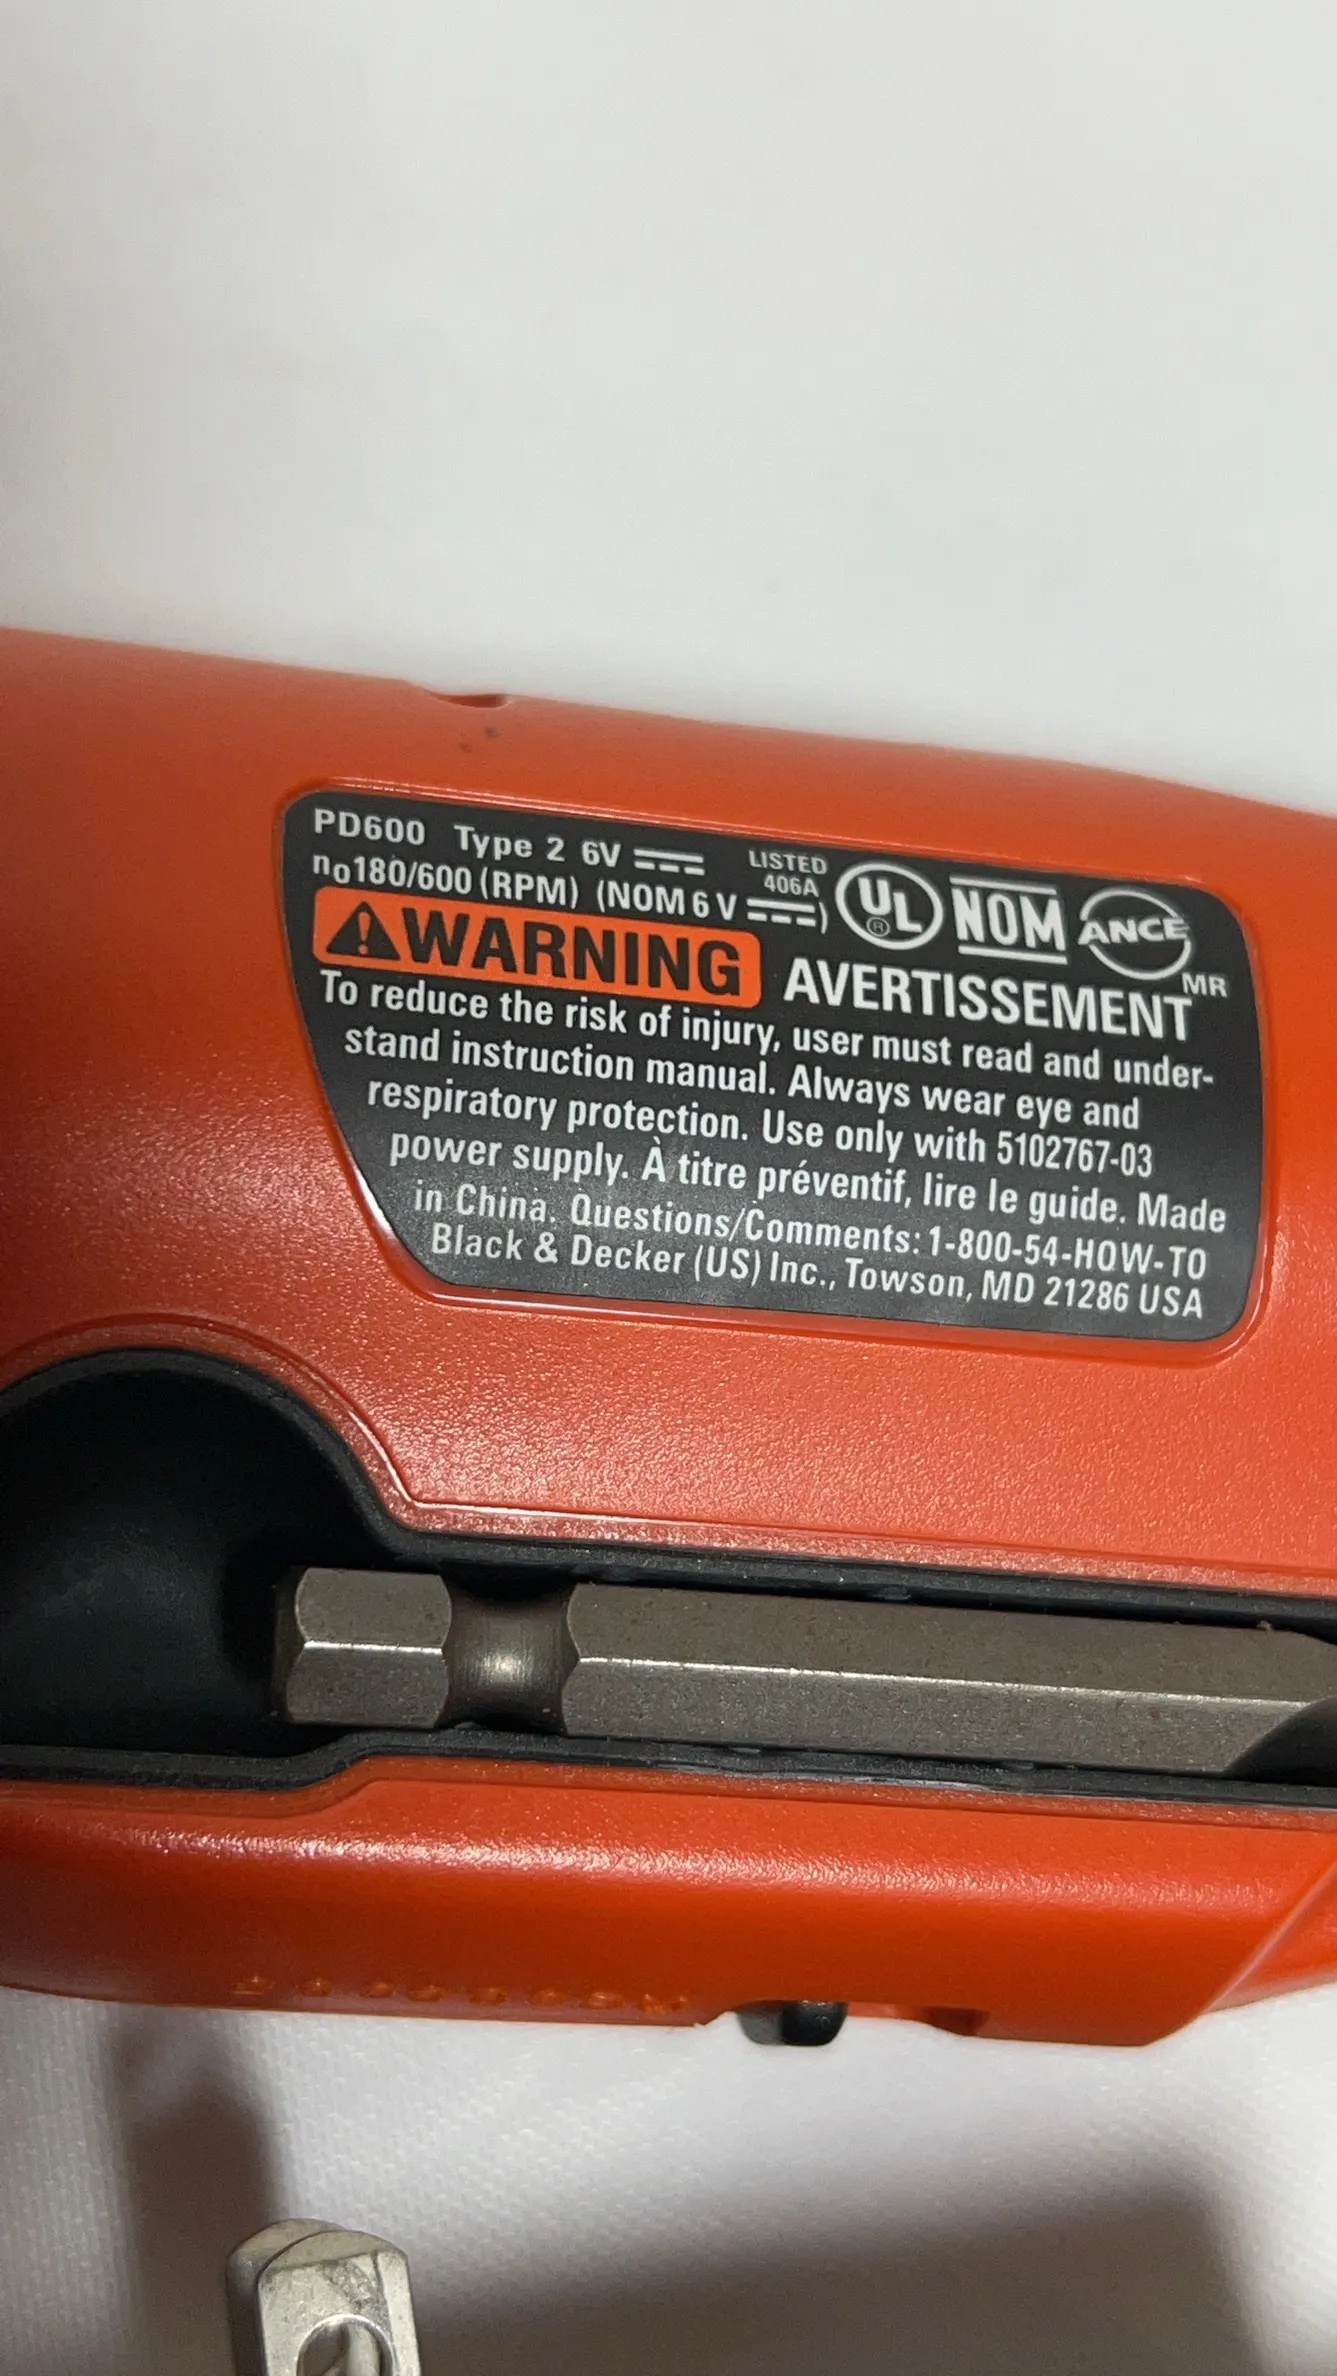 PD600 Type 2 6V
LISTED
406A
n₀180/600 (RPM) (NOM 6 V )
UL
®
NOM
ANCE
MR
WARNING AVERTISSEMENT
To reduce the risk of injury, user must read and under-
stand instruction manual. Always wear eye and
respiratory protection. Use only with 5102767-03
power supply. À titre préventif, lire le guide. Made
in China. Questions/Comments: 1-800-54-HOW-TO
Black & Decker (US) Inc., Towson, MD 21286 USA